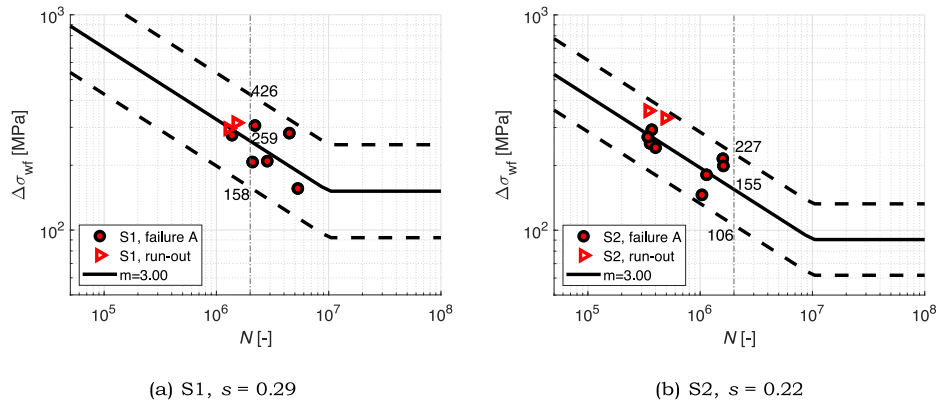 10³
Δσwf [MPa]
10²
426
259
158
S1, failure A
S1, run-out
m=3.00
10⁵ 10⁶ 10⁷ 10⁸
N [-]
(a) S1, s = 0.29
10³
Δσwf [MPa]
10²
227
155
106
S2, failure A
S2, run-out
m=3.00
10⁵ 10⁶ 10⁷ 10⁸
N [-]
(b) S2, s = 0.22